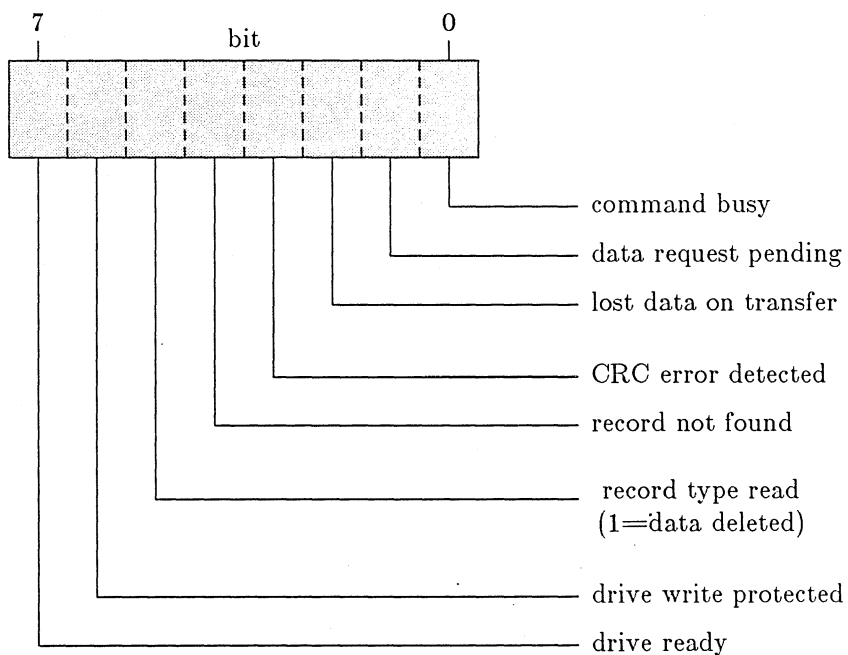 7 0
bit
command busy
data request pending
lost data on transfer
CRC error detected
record not found
record type read
(1=data deleted)
drive write protected
drive ready